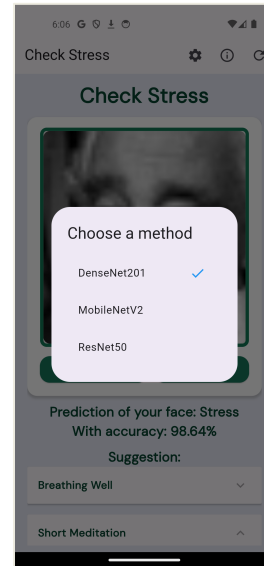 6:06 G
Check Stress
Check Stress
Choose a method
DenseNet201
MobileNetV2
ResNet50
Prediction of your face: Stress
With accuracy: 98.64%
Suggestion:
Breathing Well
Short Meditation